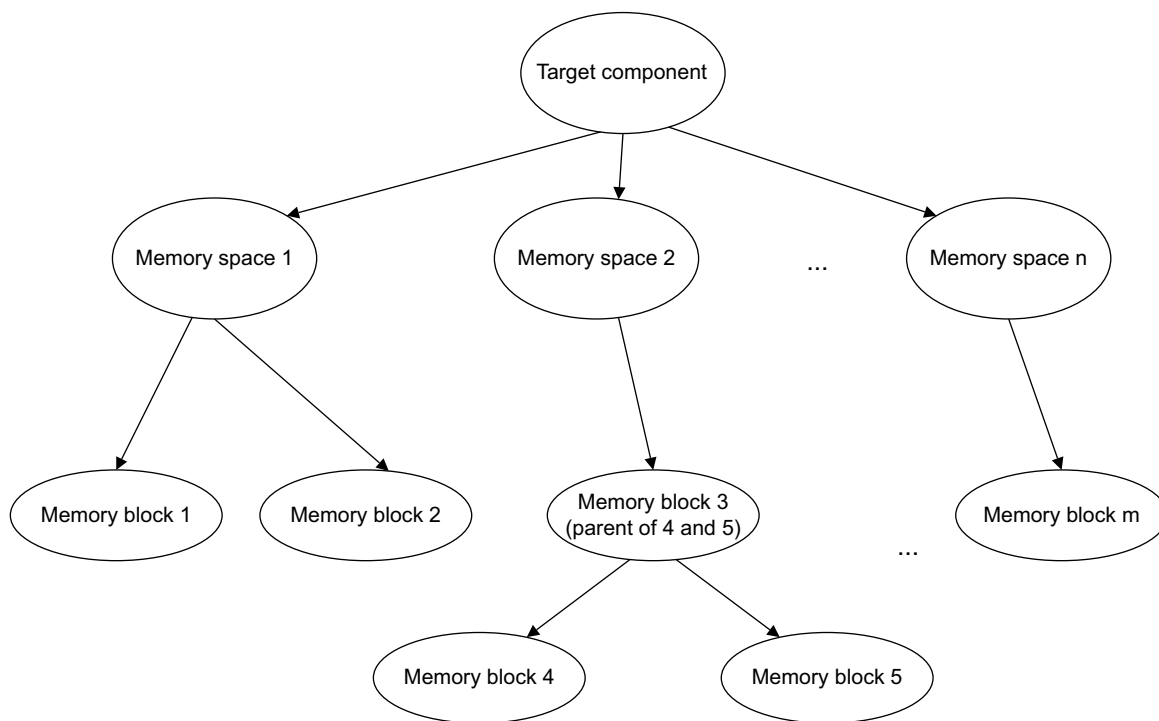 Target component
Memory space 1
Memory space 2
...
Memory space n
Memory block 1
Memory block 2
Memory block 3
(parent of 4 and 5)
...
Memory block m
Memory block 4
Memory block 5